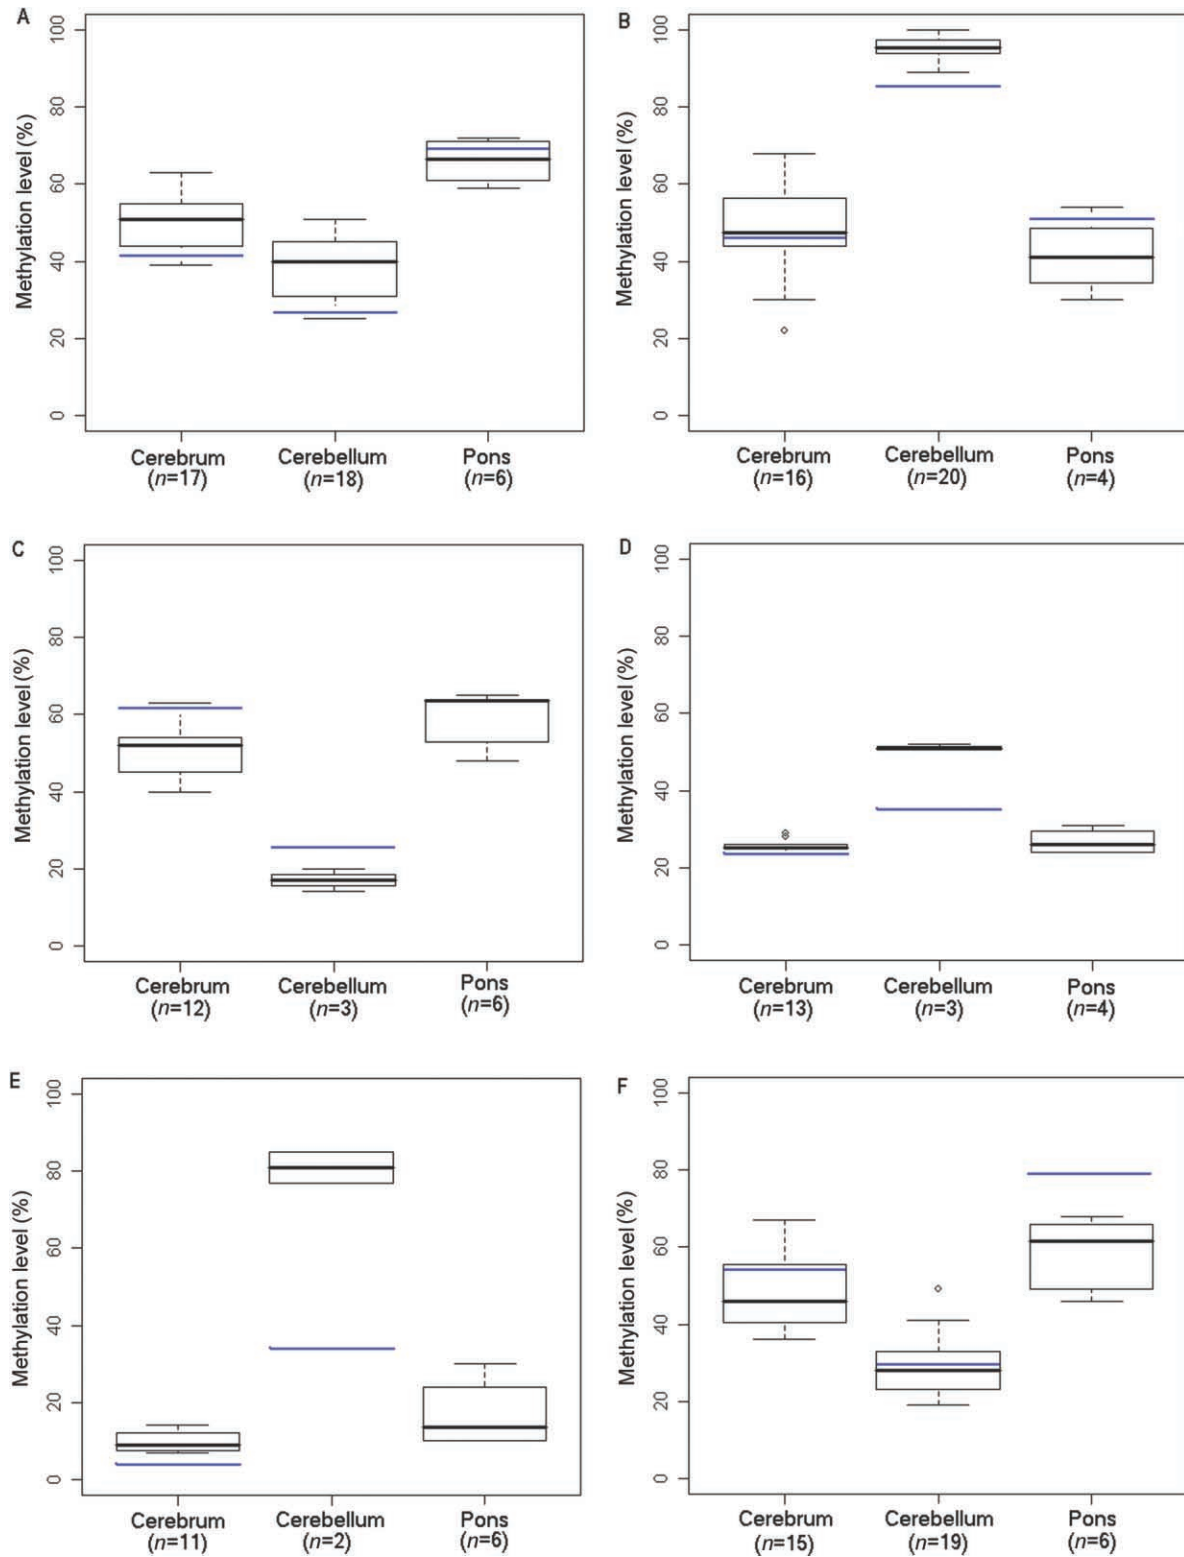 A
Methylation level (%)
0 20 40 60 80 100
Cerebrum Cerebellum Pons
(n=17) (n=18) (n=6)
B
Methylation level (%)
0 20 40 60 80 100
Cerebrum Cerebellum Pons
(n=16) (n=20) (n=4)
C
Methylation level (%)
0 20 40 60 80 100
Cerebrum Cerebellum Pons
(n=12) (n=3) (n=6)
D
Methylation level (%)
0 20 40 60 80 100
Cerebrum Cerebellum Pons
(n=13) (n=3) (n=4)
E
Methylation level (%)
0 20 40 60 80 100
Cerebrum Cerebellum Pons
(n=11) (n=2) (n=6)
F
Methylation level (%)
0 20 40 60 80 100
Cerebrum Cerebellum Pons
(n=15) (n=19) (n=6)